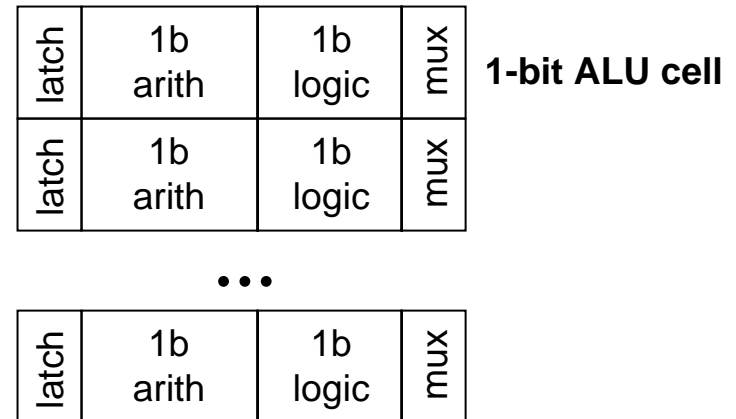 latch
1b
arith
1b
logic
mux
1-bit ALU cell
latch
1b
arith
1b
logic
mux
•••
latch
1b
arith
1b
logic
mux